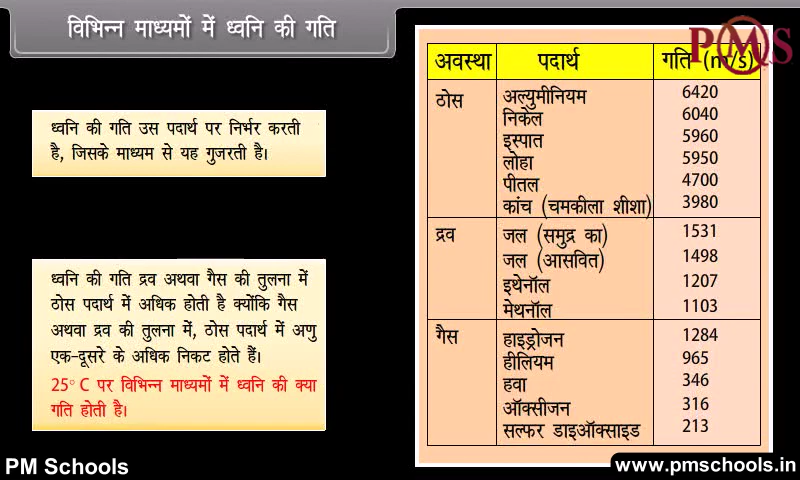 विभिन्न माध्यमों में ध्वनि की गति
PMS
ध्वनि की गति उस पदार्थ पर निर्भर करती
है, जिसके माध्यम से यह गुजरती है।
ध्वनि की गति द्रव अथवा गैस की तुलना में
ठोस पदार्थ में अधिक होती है क्योंकि गैस
अथवा द्रव की तुलना में, ठोस पदार्थ में अणु
एक-दूसरे के अधिक निकट होते हैं।
25° C पर विभिन्न माध्यमों में ध्वनि की क्या
गति होती है।
अवस्था पदार्थ गति (m/s)
ठोस अल्युमीनियम 6420
निकेल 6040
इस्पात 5960
लोहा 5950
पीतल 4700
कांच (चमकीला शीशा) 3980
द्रव जल (समुद्र का) 1531
जल (आसवित) 1498
इथेनॉल 1207
मेथनॉल 1103
गैस हाइड्रोजन 1284
हीलियम 965
हवा 346
ऑक्सीजन 316
सल्फर डाइऑक्साइड 213
PM Schools
www.pmschools.in